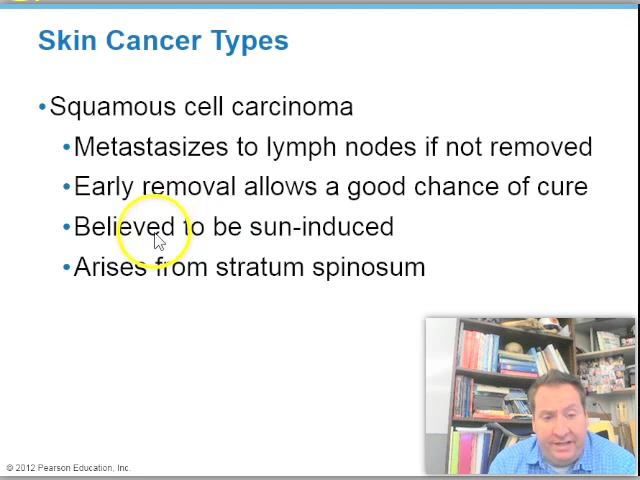 Skin Cancer Types
•Squamous cell carcinoma
•Metastasizes to lymph nodes if not removed
•Early removal allows a good chance of cure
•Believed to be sun-induced
•Arises from stratum spinosum
© 2012 Pearson Education, Inc.